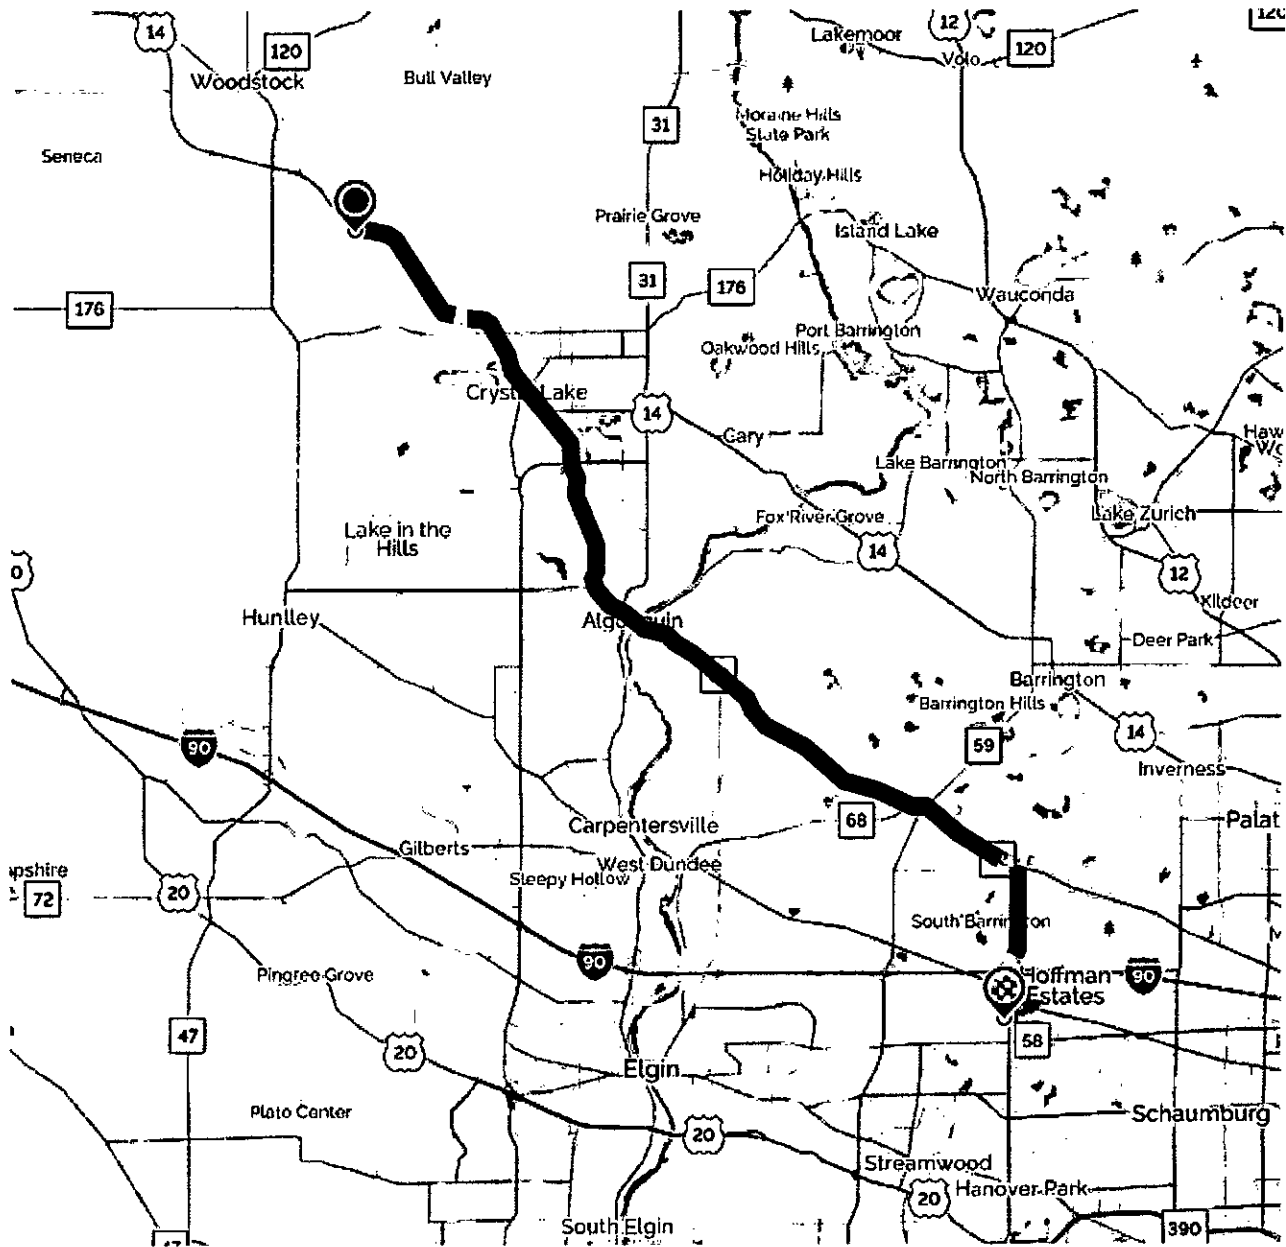 14
120
Woodstock
Bull Valley
Lakemoor
12
Volo
120
31
Moraine Hills
State Park
Seneca
Holiday Hills
Prairie Grove
Island Lake
31
176
176
Wauconda
Port Barrington
Oakwood Hills
Lake
14
Lake Barrington
North Barrington
Lake in the
Hills
Fox River Grove
Lake Zurich
14
12
Kildeer
Huntley
Deer Park
Barrington
Barrington Hills
14
59
90
Inverness
68
Palat
Carpentersville
Gilberts
West Dundee
Sleepy Hollow
72
20
South Barrington
90
Hoffman
Estates
90
Pingree Grove
47
20
58
Elgin
Plato Center
Schaumburg
20
Streamwood
Hanover Park
20
South Elgin
390